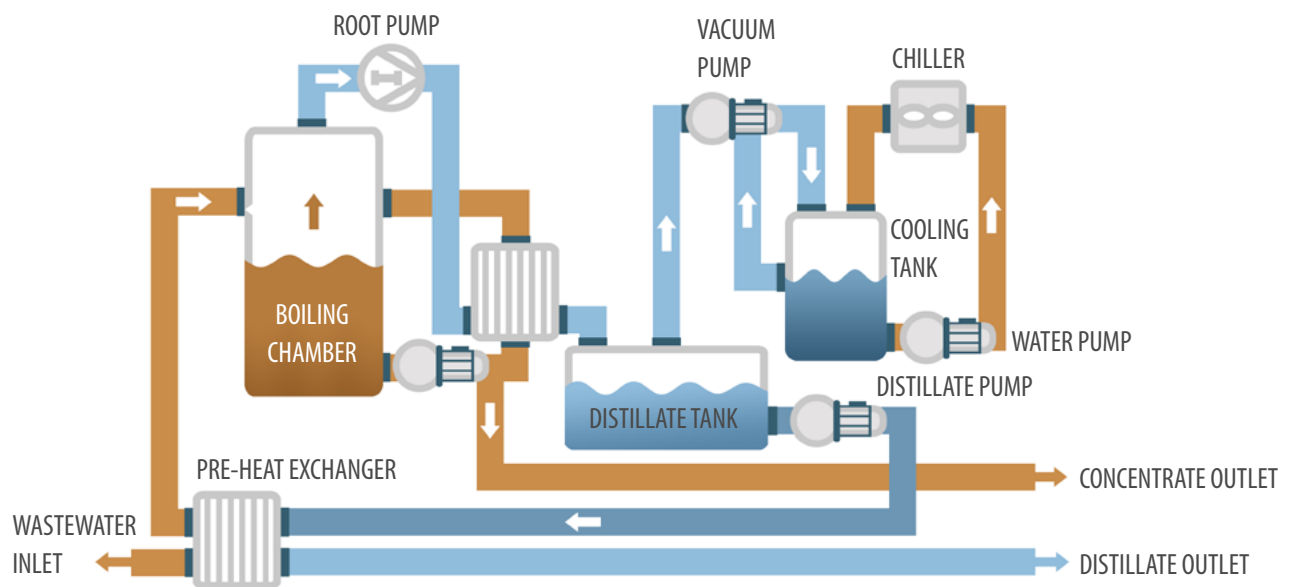 ROOT PUMP
VACUUM
PUMP
CHILLER
COOLING
TANK
BOILING
CHAMBER
WATER PUMP
DISTILLATE PUMP
DISTILLATE TANK
PRE-HEAT EXCHANGER
CONCENTRATE OUTLET
WASTEWATER
INLET
DISTILLATE OUTLET